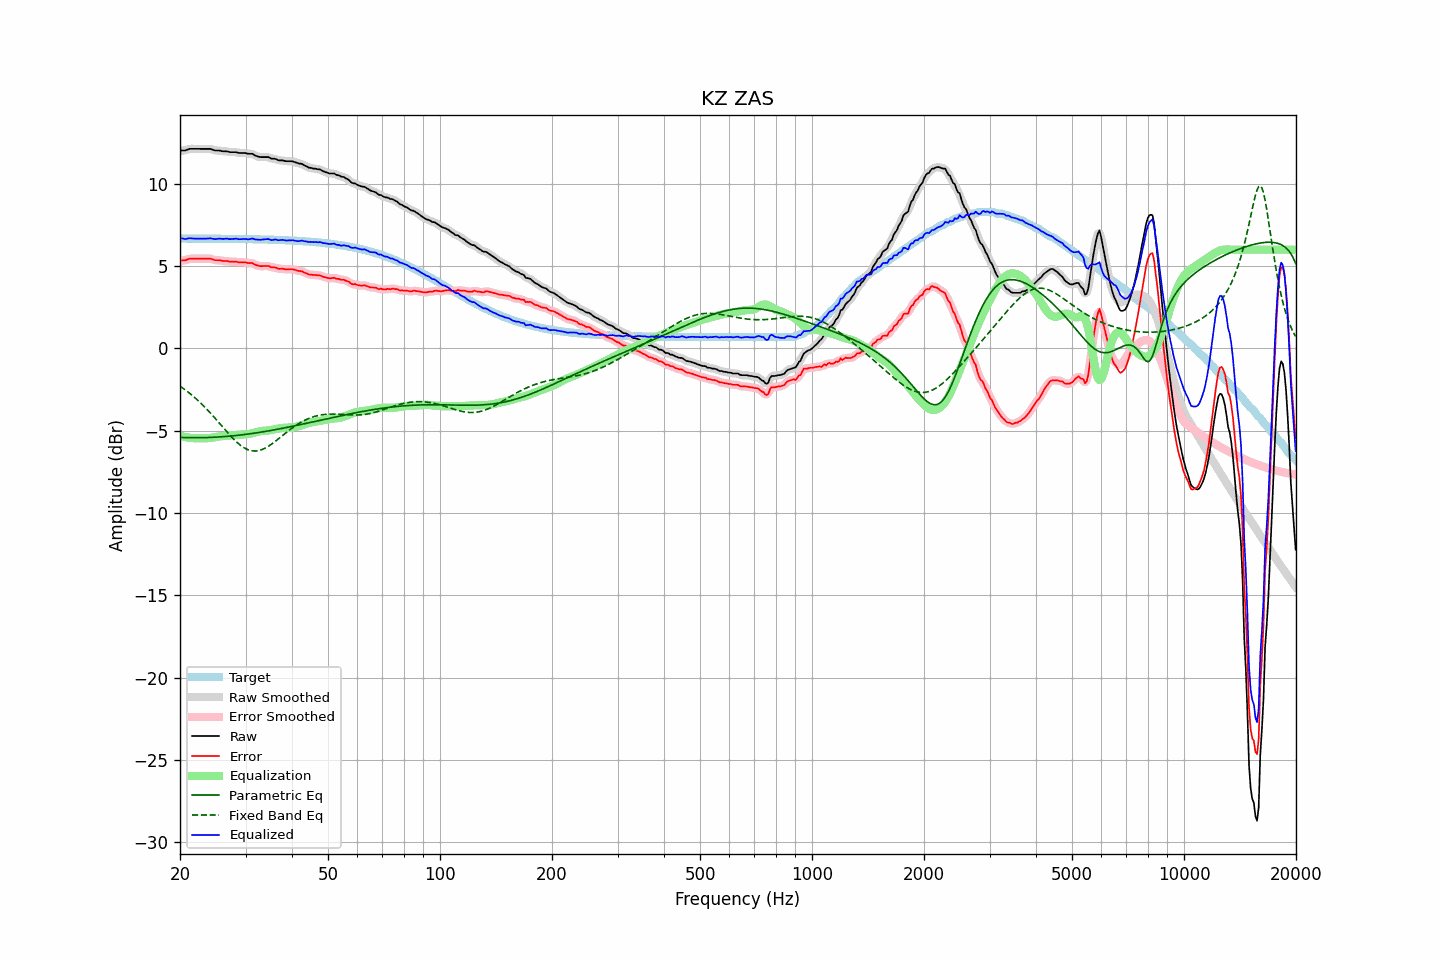 KZ ZAS
10
5
0
−5
−10
−15
−20
−25
−30
Amplitude (dBr)
Target
Raw Smoothed
Error Smoothed
Raw
Error
Equalization
Parametric Eq
Fixed Band Eq
Equalized
20 50 100 200 500 1000 2000 5000 10000 20000
Frequency (Hz)